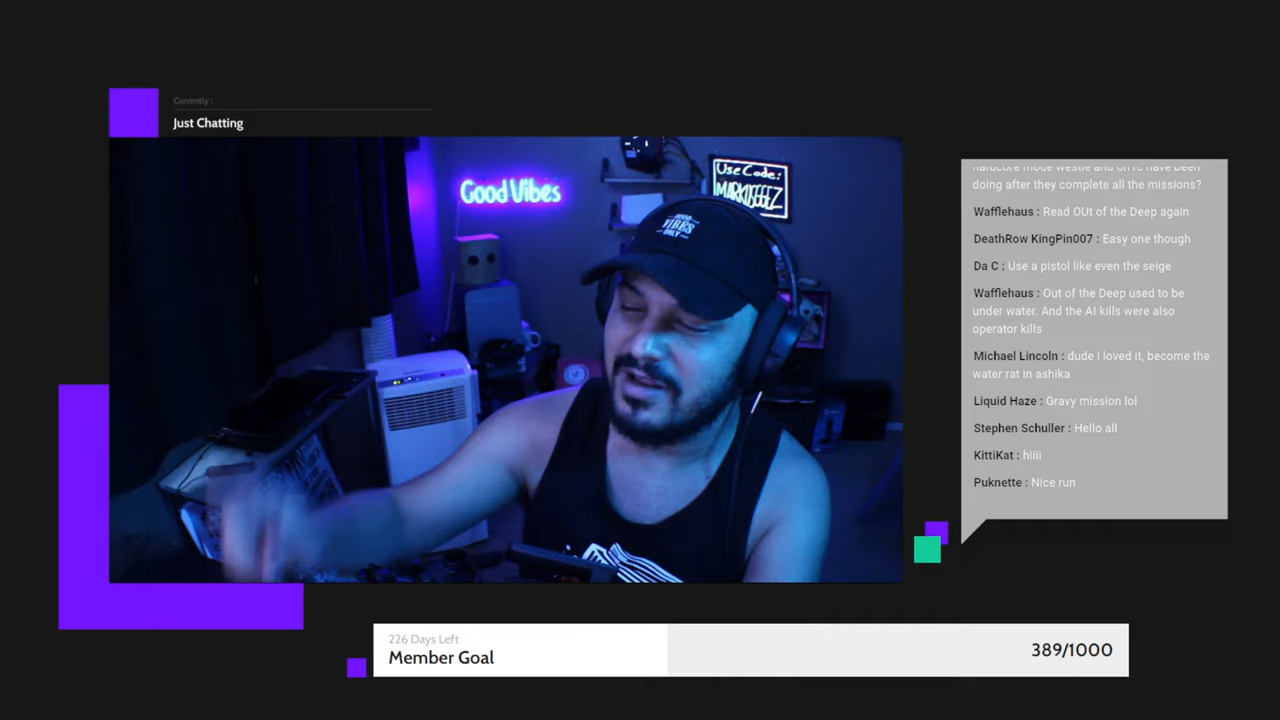 Currently :
Just Chatting
Good Vibes
Use Code:
GOOD
VIBES
ONLY
hardcore mode westie and
have been
doing after they complete all the missions?
Wafflehaus : Read OUt of the Deep again
DeathRow KingPin007 : Easy one though
Da C : Use a pistol like even the seige
Wafflehaus : Out of the Deep used to be
under water. And the AI kills were also
operator kills
Michael Lincoln : dude i loved it, become the
water rat in ashika
Liquid Haze : Gravy mission lol
Stephen Schuller : Hello all
KittiKat : hiiii
Puknette : Nice run
226 Days Left
Member Goal
389/1000